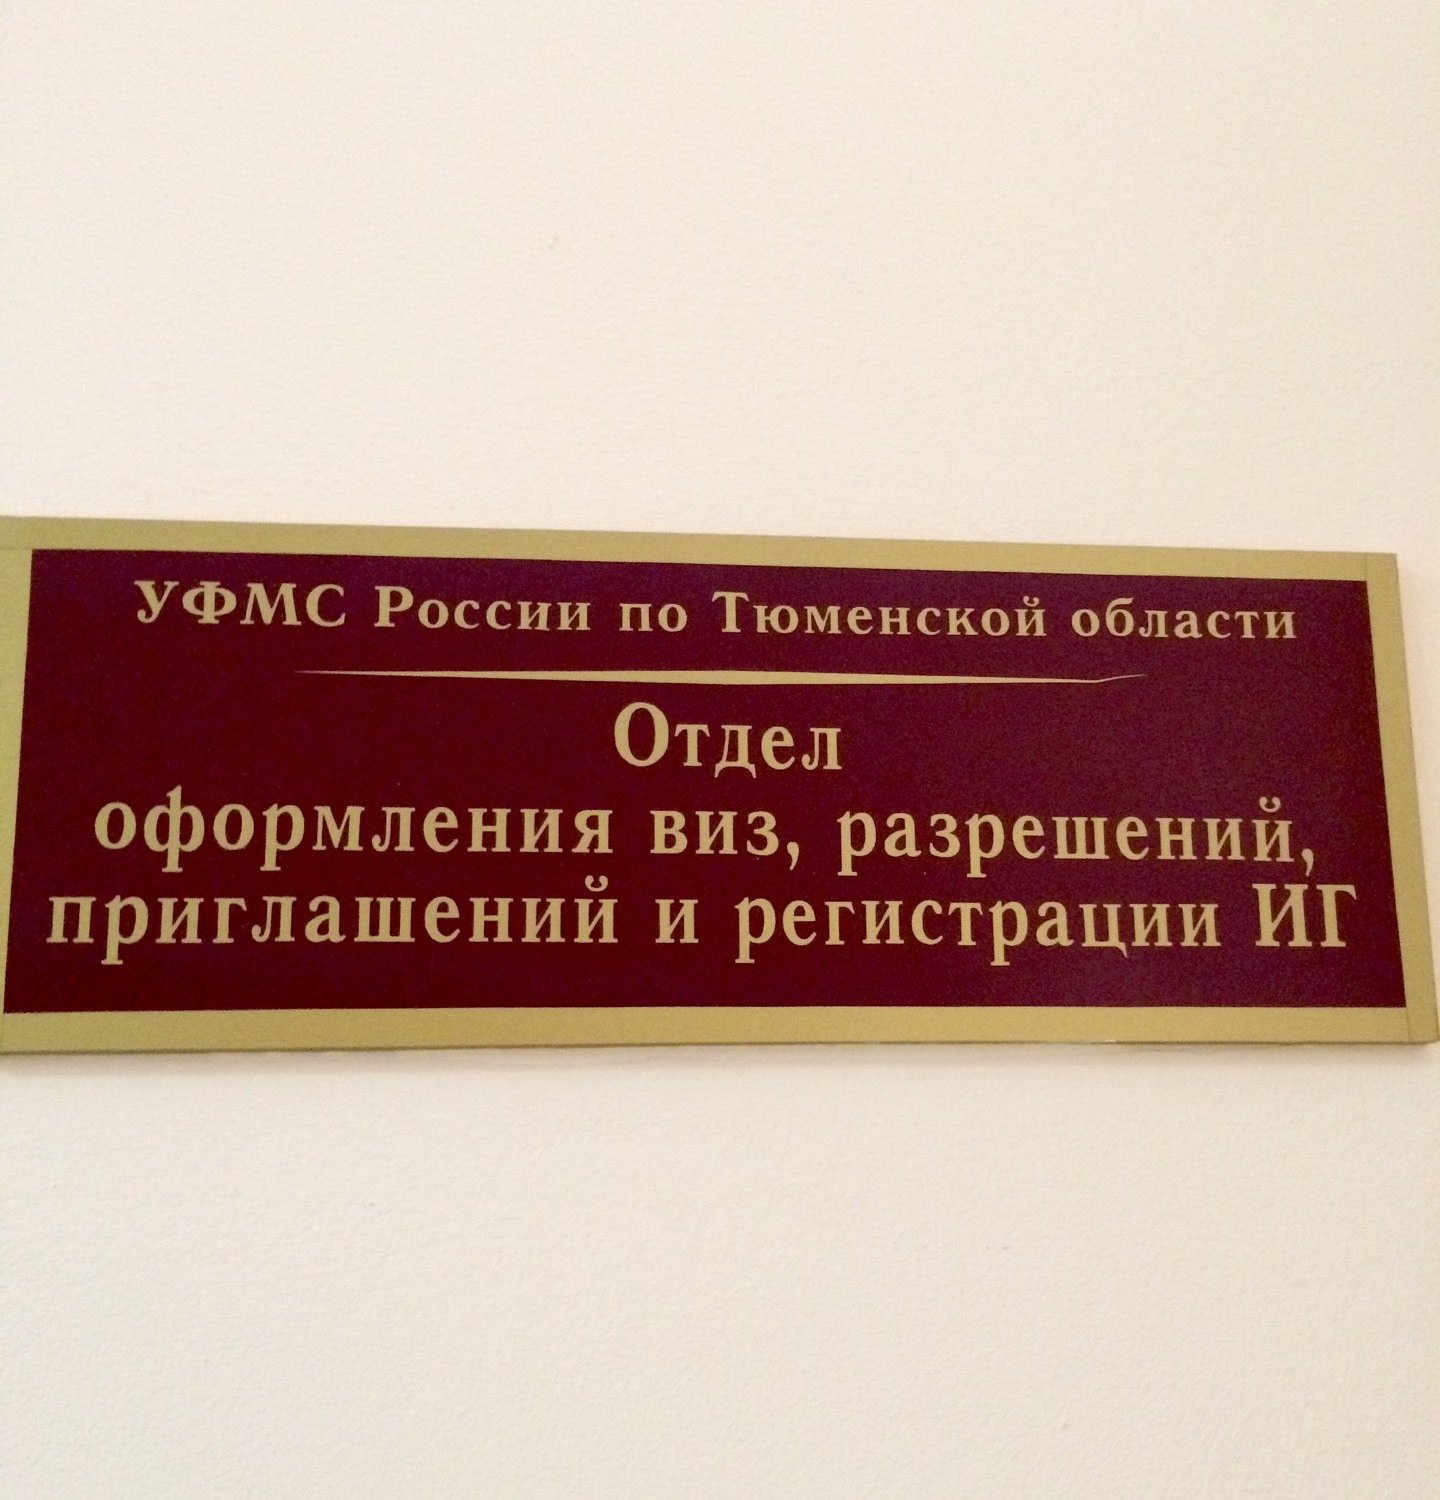 УФМС России по Тюменской области
Отдел
оформления виз, разрешений,
приглашений и регистрации ИГ